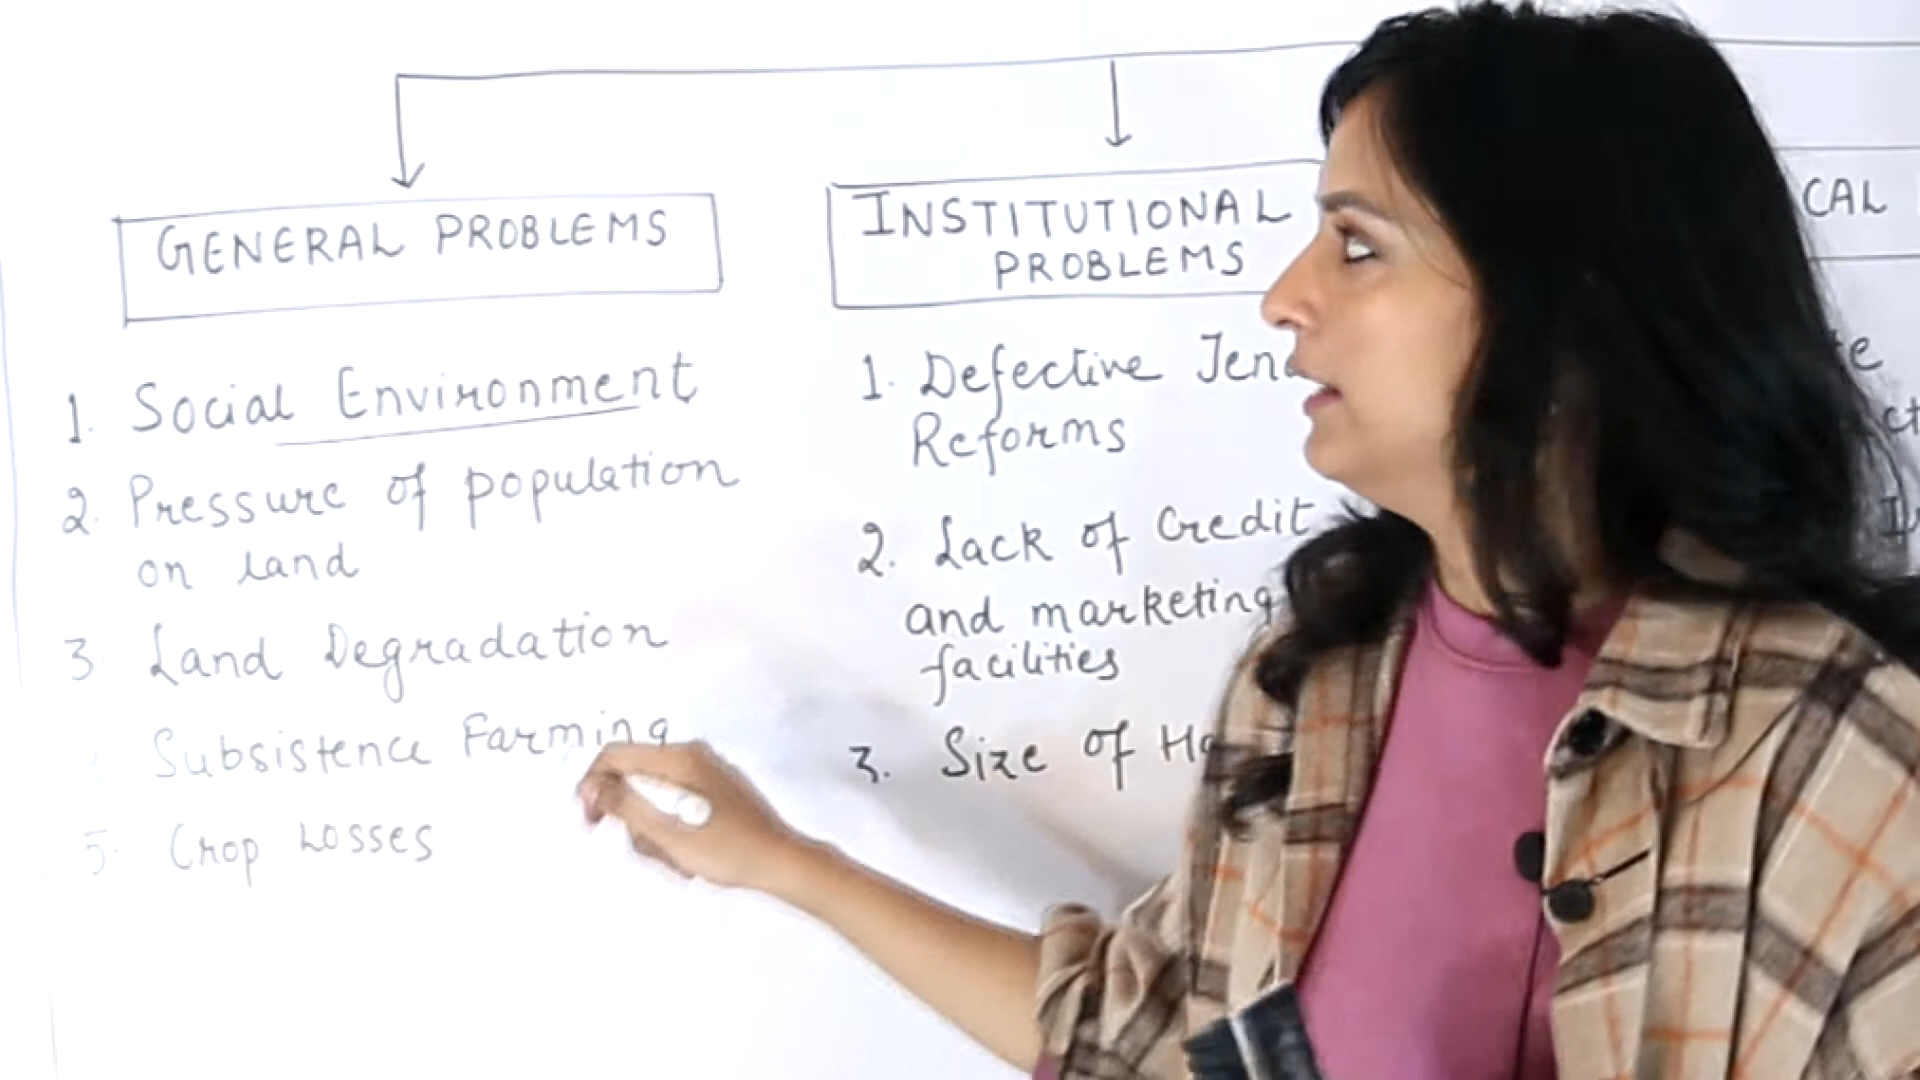 GENERAL PROBLEMS
1. Social Environment
2. Pressure of population
on land
3. Land Degradation
Subsistence Farming
5. Crop Losses
INSTITUTIONAL
PROBLEMS
1. Defective
Reforms
2. Lack of Credit
and marketing
facilities
3. Size of
CAL